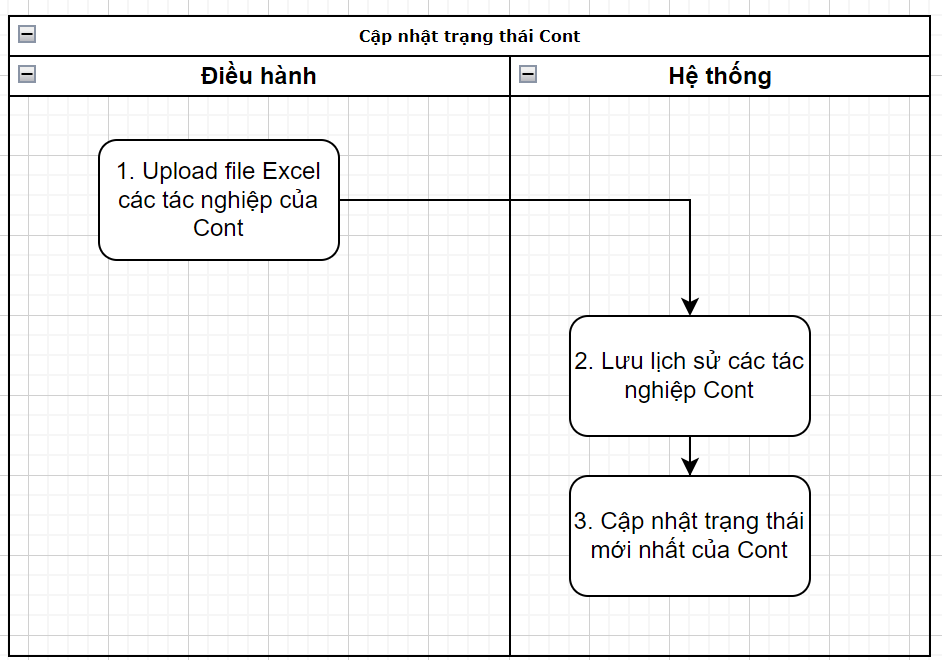 Cập nhật trạng thái Cont
Điều hành
Hệ thống
1. Upload file Excel
các tác nghiệp của
Cont
2. Lưu lịch sử các tác
nghiệp Cont
3. Cập nhật trạng thái
mới nhất của Cont